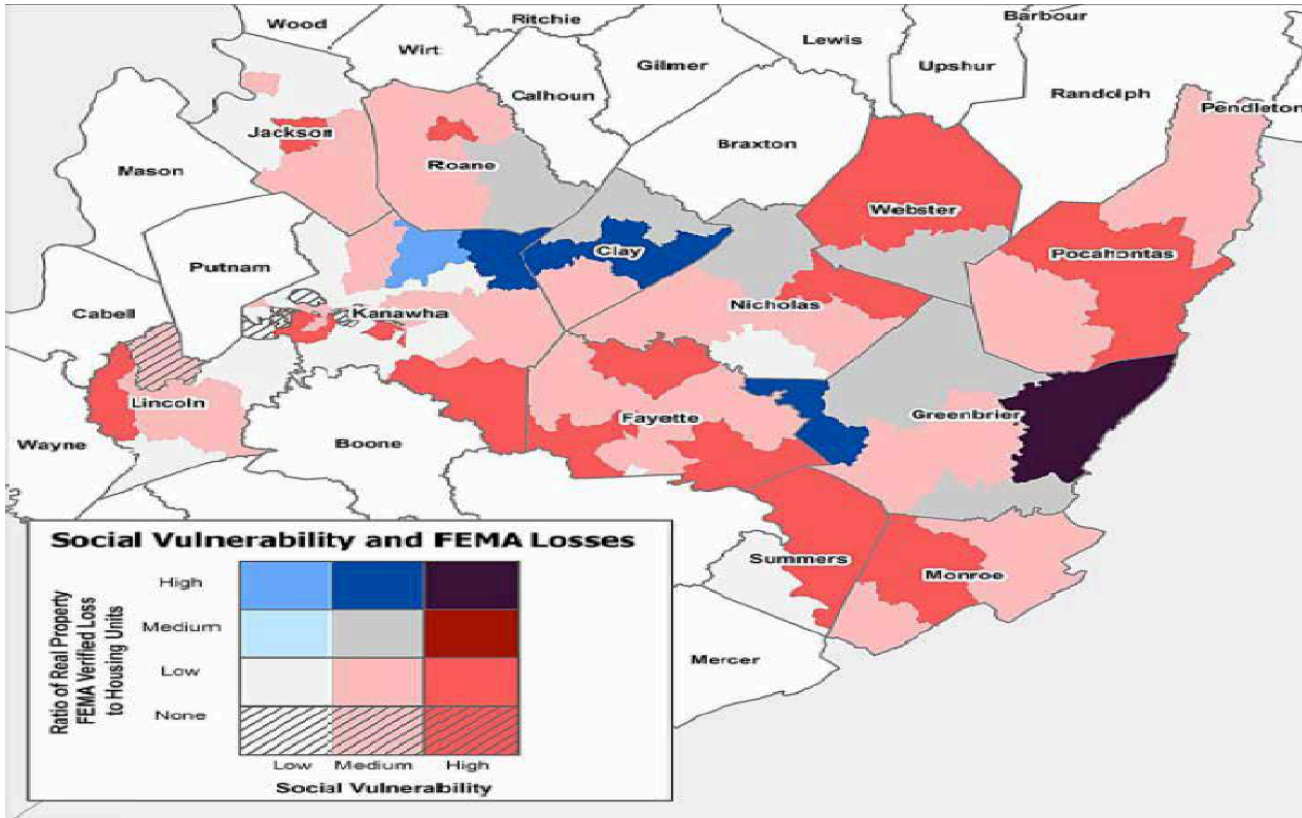 Barbour
Wood
Ritchie
Lewis
Wirt
Gilmer
Upshur
Calhoun
Randolph
Pendleton
Jackson
Braxton
Roane
Mason
Webster
Clay
Pocahontas
Putnam
Nicholas
Cabell
Kanawha
Lincoln
Greenbrier
Fayette
Wayne
Boone
Summers
Monroe
Mercer
Social Vulnerability and FEMA Losses
Ratio of Real Property
FEMA Verified Loss
to Housing Units
High
Medium
Low
None
Low Medium High
Social Vulnerability